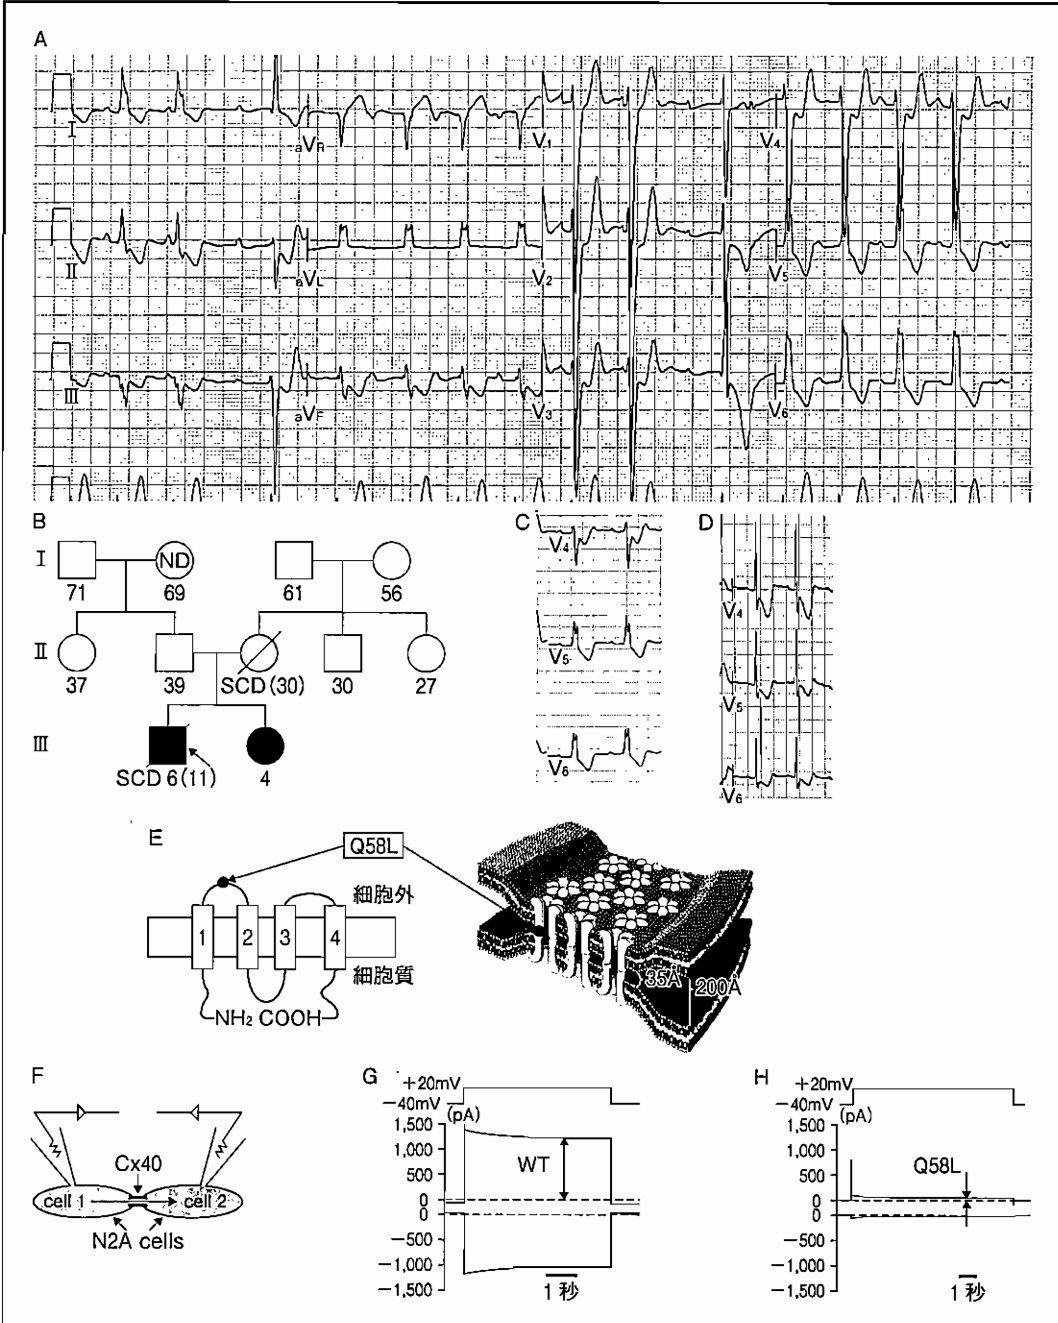 A
I
aVR
V1
V4
II
aVL
V2
V5
III
aVF
V3
V6
B
I
ND
71
69
61
56
II
37
39
SCD (30)
30
27
III
SCD 6 (11)
4
C
V4
V5
V6
D
V4
V5
V6
E
Q58L
細胞外
1 2 3 4
細胞質
NH2 COOH
35Å
200Å
F
Cx40
cell 1
cell 2
N2A cells
G
+20mV
−40mV
(pA)
1,500
1,000
500
0
0
−500
−1,000
−1,500
WT
1 秒
H
+20mV
−40mV
(pA)
1,500
1,000
500
0
0
−500
−1,000
−1,500
Q58L
1 秒